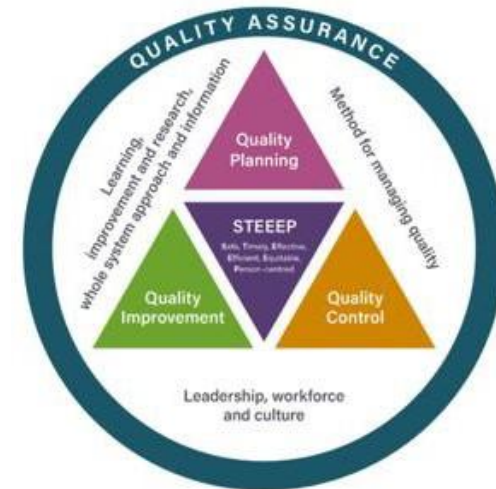 QUALITY ASSURANCE
Learning,
improvement and research,
whole system approach and information
Method for managing quality
Quality
Planning
STEEEP
Safe, Timely, Effective,
Efficient, Equitable,
Person-centred
Quality
Improvement
Quality
Control
Leadership, workforce
and culture